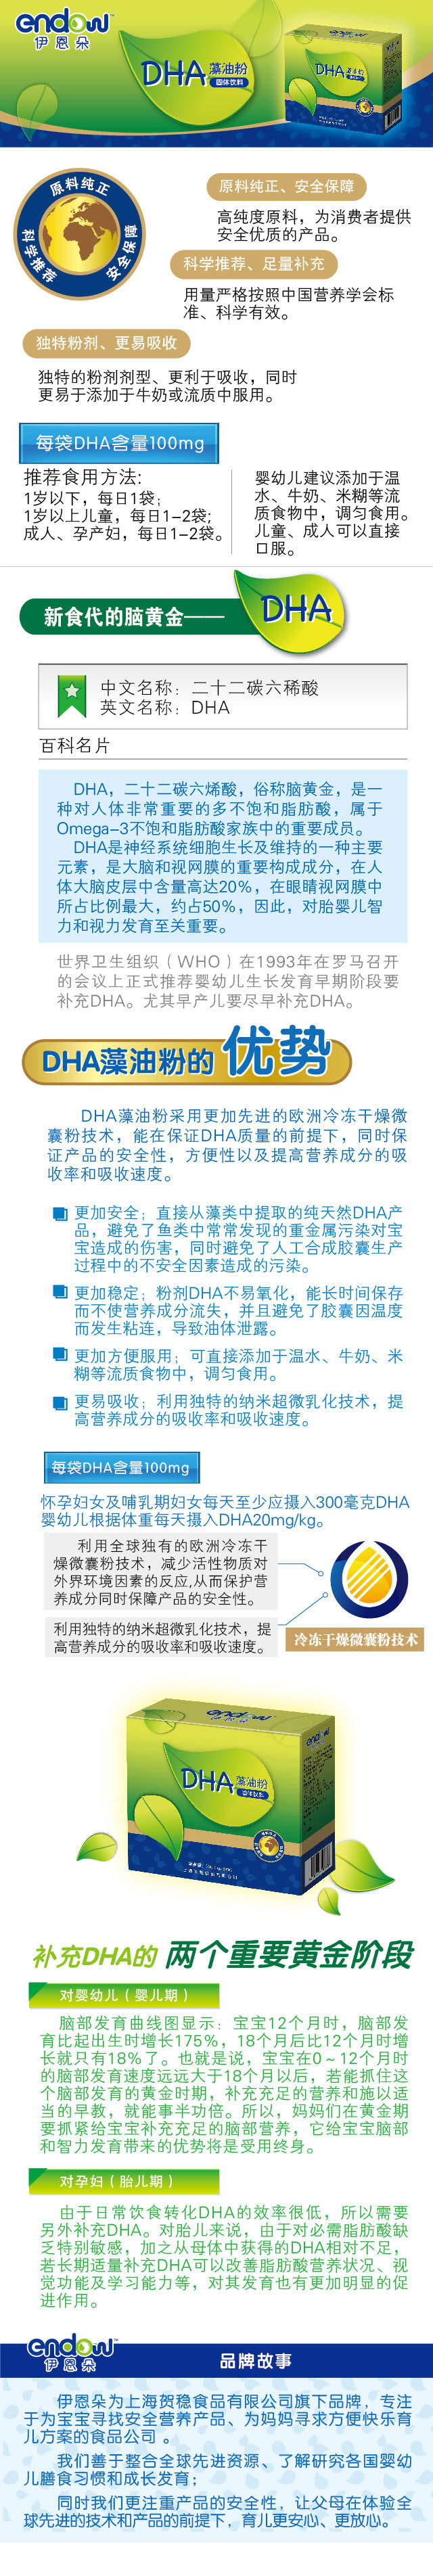 endow™
伊恩朵
DHA 藻油粉
固体饮料
DHA 藻油粉
原料纯正
科学推荐
安全保障
原料纯正、安全保障
高纯度原料，为消费者提供
安全优质的产品。
科学推荐、足量补充
用量严格按照中国营养学会标
准、科学有效。
独特粉剂、更易吸收
独特的粉剂剂型、更利于吸收，同时
更易于添加于牛奶或流质中服用。
每袋DHA含量100mg
推荐食用方法:
1岁以下，每日1袋；
1岁以上儿童，每日1-2袋;
成人、孕产妇，每日1-2袋。
婴幼儿建议添加于温
水、牛奶、米糊等流
质食物中，调匀食用。
儿童、成人可以直接
口服。
新食代的脑黄金——DHA
中文名称：二十二碳六稀酸
英文名称：DHA
百科名片
DHA，二十二碳六烯酸，俗称脑黄金，是一
种对人体非常重要的多不饱和脂肪酸，属于
Omega-3不饱和脂肪酸家族中的重要成员。
DHA是神经系统细胞生长及维持的一种主要
元素，是大脑和视网膜的重要构成成分，在人
体大脑皮层中含量高达20%，在眼睛视网膜中
所占比例最大，约占50%，因此，对胎婴儿智
力和视力发育至关重要。
世界卫生组织（WHO）在1993年在罗马召开
的会议上正式推荐婴幼儿生长发育早期阶段要
补充DHA。尤其早产儿要尽早补充DHA。
DHA藻油粉的 优势
DHA藻油粉采用更加先进的欧洲冷冻干燥微
囊粉技术，能在保证DHA质量的前提下，同时保
证产品的安全性，方便性以及提高营养成分的吸
收率和吸收速度。
更加安全；直接从藻类中提取的纯天然DHA产
品，避免了鱼类中常常发现的重金属污染对宝
宝造成的伤害，同时避免了人工合成胶囊生产
过程中的不安全因素造成的污染。
更加稳定；粉剂DHA不易氧化，能长时间保存
而不使营养成分流失，并且避免了胶囊因温度
而发生粘连，导致油体泄露。
更加方便服用；可直接添加于温水、牛奶、米
糊等流质食物中，调匀食用。
更易吸收；利用独特的纳米超微乳化技术，提
高营养成分的吸收率和吸收速度。
每袋DHA含量100mg
怀孕妇女及哺乳期妇女每天至少应摄入300毫克DHA
婴幼儿根据体重每天摄入DHA20mg/kg。
利用全球独有的欧洲冷冻干
燥微囊粉技术，减少活性物质对
外界环境因素的反应,从而保护营
养成分同时保障产品的安全性。
利用独特的纳米超微乳化技术，提
高营养成分的吸收率和吸收速度。
冷冻干燥微囊粉技术
endow
endow
DHA 藻油粉
固体饮料
补充DHA的 两个重要黄金阶段
对婴幼儿（婴儿期）
脑部发育曲线图显示：宝宝12个月时，脑部发
育比起出生时增长175%，18个月后比12个月时增
长就只有18%了。也就是说，宝宝在0～12个月时
的脑部发育速度远远大于18个月以后，若能抓住这
个脑部发育的黄金时期，补充充足的营养和施以适
当的早教，就能事半功倍。所以，妈妈们在黄金期
要抓紧给宝宝补充充足的脑部营养，它给宝宝脑部
和智力发育带来的优势将是受用终身。
对孕妇（胎儿期）
由于日常饮食转化DHA的效率很低，所以需要
另外补充DHA。对胎儿来说，由于对必需脂肪酸缺
乏特别敏感，加之从母体中获得的DHA相对不足，
若长期适量补充DHA可以改善脂肪酸营养状况、视
觉功能及学习能力等，对其发育也有更加明显的促
进作用。
endow™
伊恩朵
品牌故事
伊恩朵为上海贺稳食品有限公司旗下品牌，专注
于为宝宝寻找安全营养产品、为妈妈寻求方便快乐育
儿方案的食品公司 。
我们善于整合全球先进资源、了解研究各国婴幼
儿膳食习惯和成长发育；
同时我们更注重产品的安全性，让父母在体验全
球先进的技术和产品的前提下，育儿更安心、更放心。